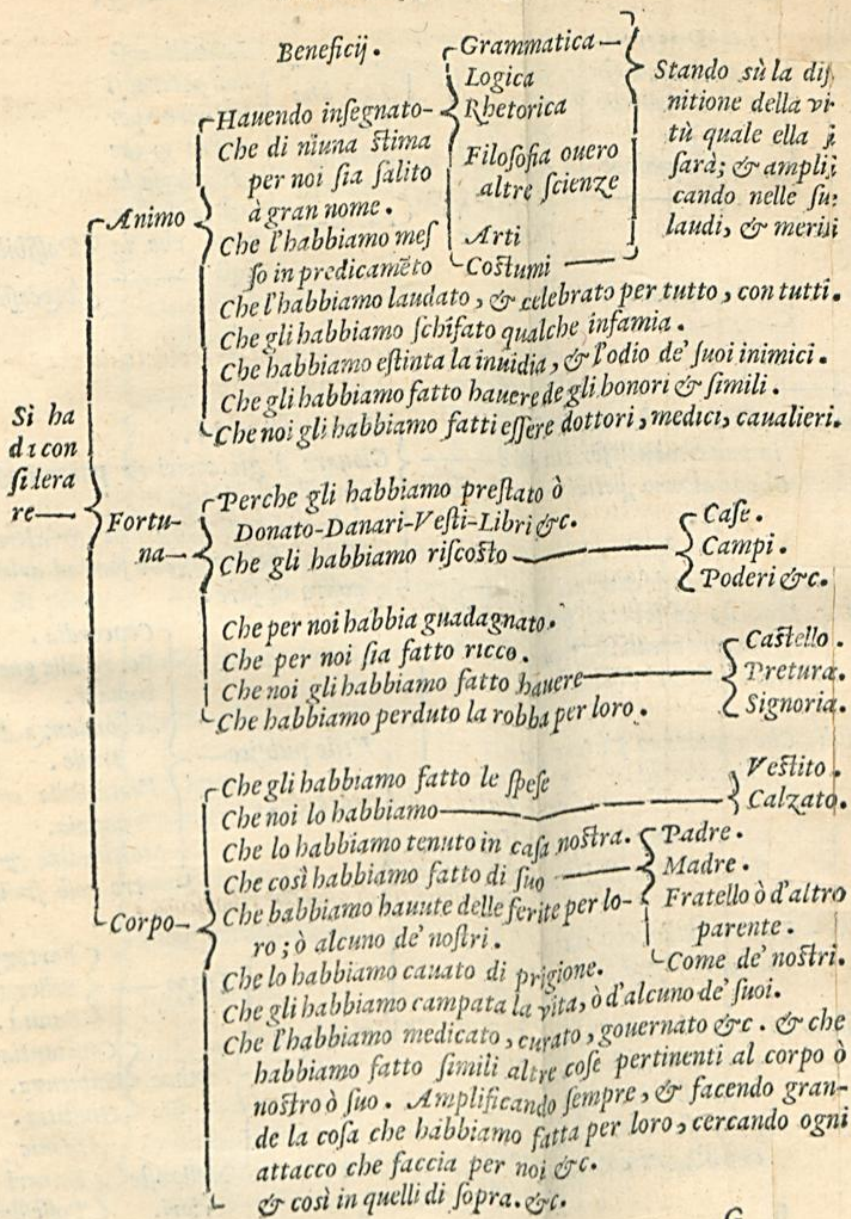 Beneficij.
Grammatica
Logica
Rhetorica
Filosofia ouero
altre scienze
Arti
Costumi
Stando sù la dif
nitione della vir
tù quale ella si
sarà; & amplifi
cando nelle sue
laudi, & meriti
Si ha
di con
sidera
re
Animo
Hauendo insegnato-
Che di niuna stima
per noi sia salito
à gran nome.
Che l'habbiamo mes
so in predicamẽto
Che l'habbiamo laudato, & celebrato per tutto, con tutti.
Che gli habbiamo schifato qualche infamia.
Che habbiamo estinta la inuidia, & l'odio de' suoi inimici.
Che gli habbiamo fatto hauere de gli honori & simili.
Che noi gli habbiamo fatti essere dottori, medici, caualieri.
Fortu-
na
Perche gli habbiamo prestato ò
Donato-Danari-Vesti-Libri &c.
Che gli habbiamo riscosto
Case.
Campi.
Poderi &c.
Che per noi habbia guadagnato.
Che per noi sia fatto ricco.
Che noi gli habbiamo fatto hauere
Castello.
Pretura.
Signoria.
Che habbiamo perduto la robba per loro.
Corpo
Che gli habbiamo fatto le spese
Che noi lo habbiamo
Vestito.
Calzato.
Che lo habbiamo tenuto in casa nostra.
Che così habbiamo fatto di suo
Padre.
Madre.
Fratello ò d'altro
parente.
Come de' nostri.
Che habbiamo hauute delle ferite per lo-
ro; ò alcuno de' nostri.
Che lo habbiamo cauato di prigione.
Che gli habbiamo campata la vita, ò d'alcuno de' suoi.
Che l'habbiamo medicato, curato, gouernato &c. & che
habbiamo fatto simili altre cose pertinenti al corpo ò
nostro ò suo. Amplificando sempre, & facendo gran-
de la cosa che habbiamo fatta per loro, cercando ogni
attacco che faccia per noi &c.
& così in quelli di sopra. &c.